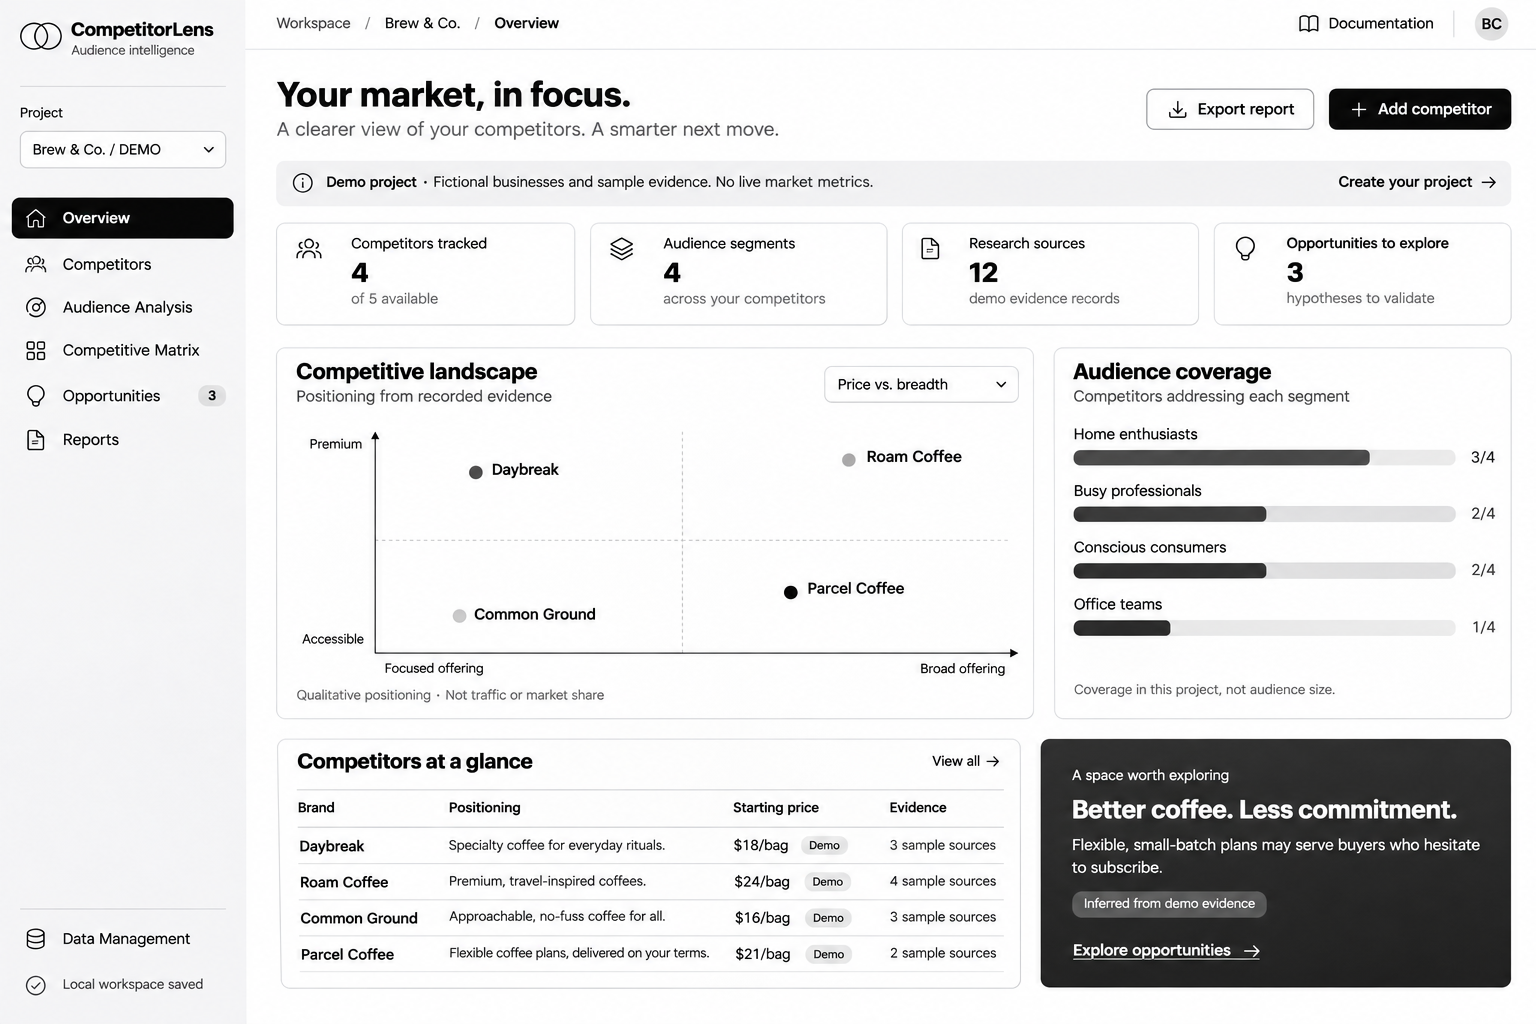 CompetitorLens
Audience intelligence
Project
Brew & Co. / DEMO
Overview
Competitors
Audience Analysis
Competitive Matrix
Opportunities 3
Reports
Data Management
Local workspace saved
Workspace / Brew & Co. / Overview
Documentation
BC
Your market, in focus.
A clearer view of your competitors. A smarter next move.
Export report
+ Add competitor
Demo project · Fictional businesses and sample evidence. No live market metrics.
Create your project →
Competitors tracked
4
of 5 available
Audience segments
4
across your competitors
Research sources
12
demo evidence records
Opportunities to explore
3
hypotheses to validate
Competitive landscape
Positioning from recorded evidence
Price vs. breadth
Premium
Daybreak
Roam Coffee
Parcel Coffee
Common Ground
Accessible
Focused offering
Broad offering
Qualitative positioning · Not traffic or market share
Audience coverage
Competitors addressing each segment
Home enthusiasts
3/4
Busy professionals
2/4
Conscious consumers
2/4
Office teams
1/4
Coverage in this project, not audience size.
Competitors at a glance
View all →
Brand Positioning Starting price Evidence
Daybreak Specialty coffee for everyday rituals. $18/bag Demo 3 sample sources
Roam Coffee Premium, travel-inspired coffees. $24/bag Demo 4 sample sources
Common Ground Approachable, no-fuss coffee for all. $16/bag Demo 3 sample sources
Parcel Coffee Flexible coffee plans, delivered on your terms. $21/bag Demo 2 sample sources
A space worth exploring
Better coffee. Less commitment.
Flexible, small-batch plans may serve buyers who hesitate
to subscribe.
Inferred from demo evidence
Explore opportunities →